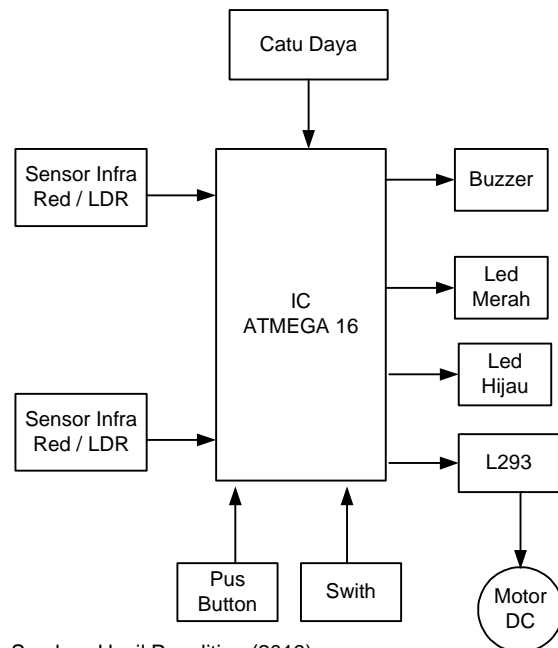 Catu Daya
Sensor Infra
Red / LDR
Buzzer
IC
ATMEGA 16
Led
Merah
Led
Hijau
Sensor Infra
Red / LDR
L293
Pus
Button
Swith
Motor
DC